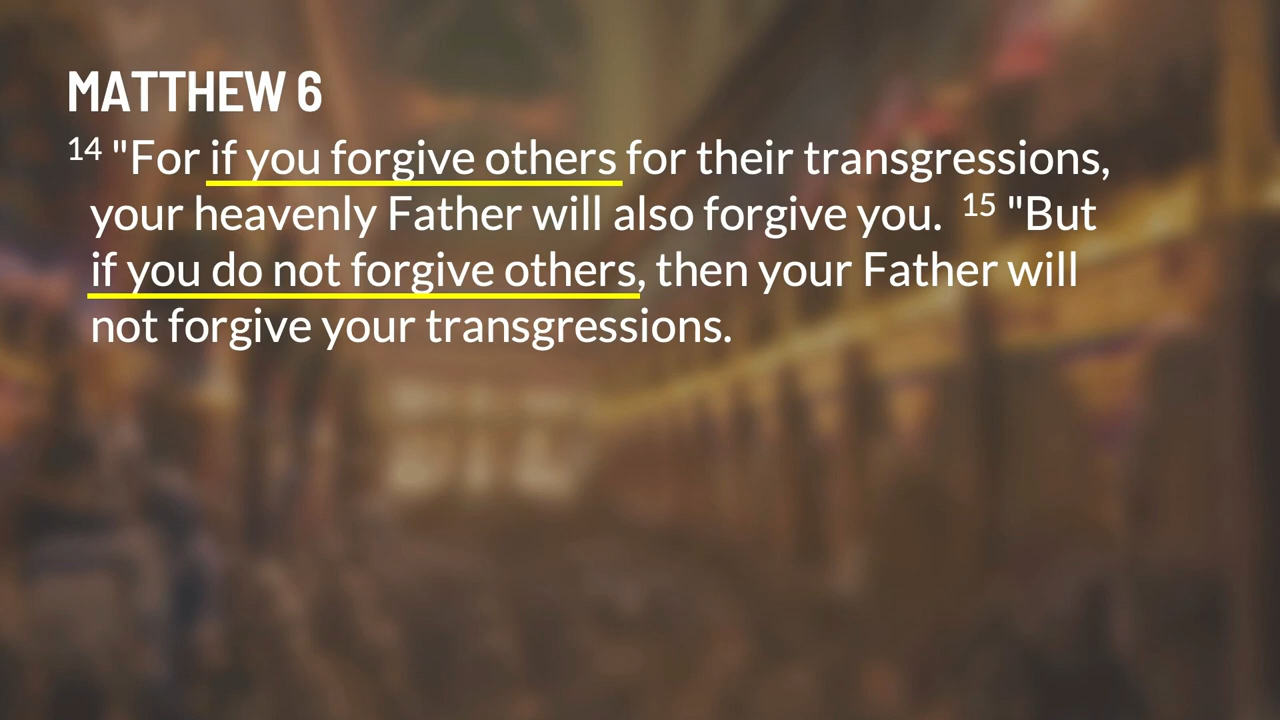 MATTHEW 6
14 "For if you forgive others for their transgressions,
your heavenly Father will also forgive you. 15 "But
if you do not forgive others, then your Father will
not forgive your transgressions.